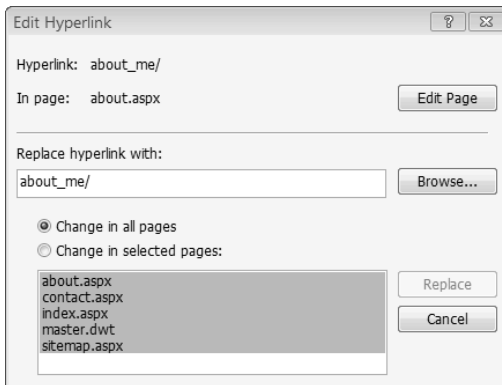 Edit Hyperlink
Hyperlink: about_me/
In page: about.aspx
Edit Page
Replace hyperlink with:
about_me/
Browse...
Change in all pages
Change in selected pages:
about.aspx
contact.aspx
index.aspx
master.dwt
sitemap.aspx
Replace
Cancel